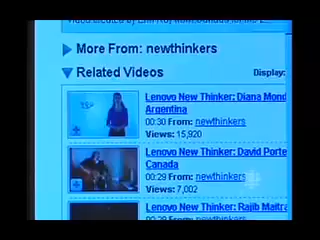 More From: newthinkers
Related Videos
Display:
Lenovo New Thinker: Diana Mond
Argentina
00:30 From: newthinkers
Views: 15,920
Lenovo New Thinker: David Porte
Canada
00:29 From: newthinkers
Views: 7,002
Lenovo New Thinker: Rajib Maitra
00:29 From: newthinkers